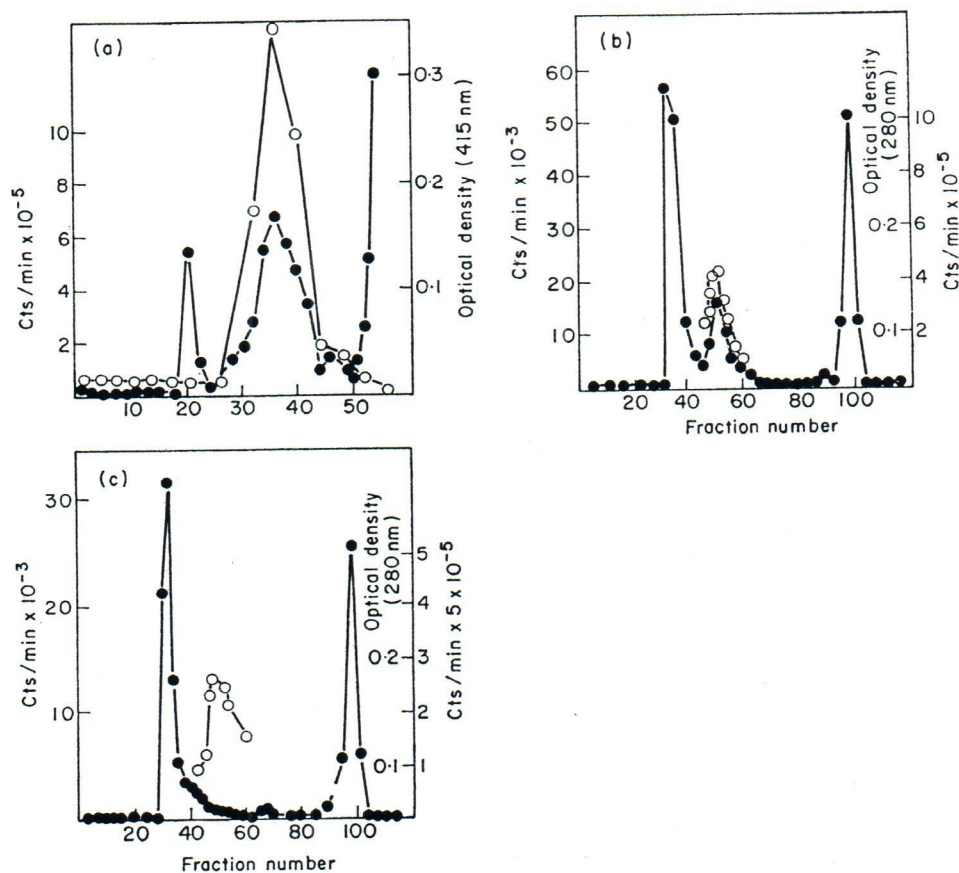 (a)
10
8
6
4
2
Cts/min x 10⁻⁵
0·3
0·2
0·1
Optical density (415 nm)
10 20 30 40 50
(b)
60
50
40
30
20
10
Cts/min x 10⁻³
Optical density
(280 nm)
0·2
0·1
10
8
6
4
2
Cts/min x 10⁻⁵
20 40 60 80 100
Fraction number
(c)
30
20
10
Cts/min x 10⁻³
Optical density
(280 nm)
0·2
0·1
5
4
3
2
1
Cts/min x 5 x 10⁻⁵
20 40 60 80 100
Fraction number